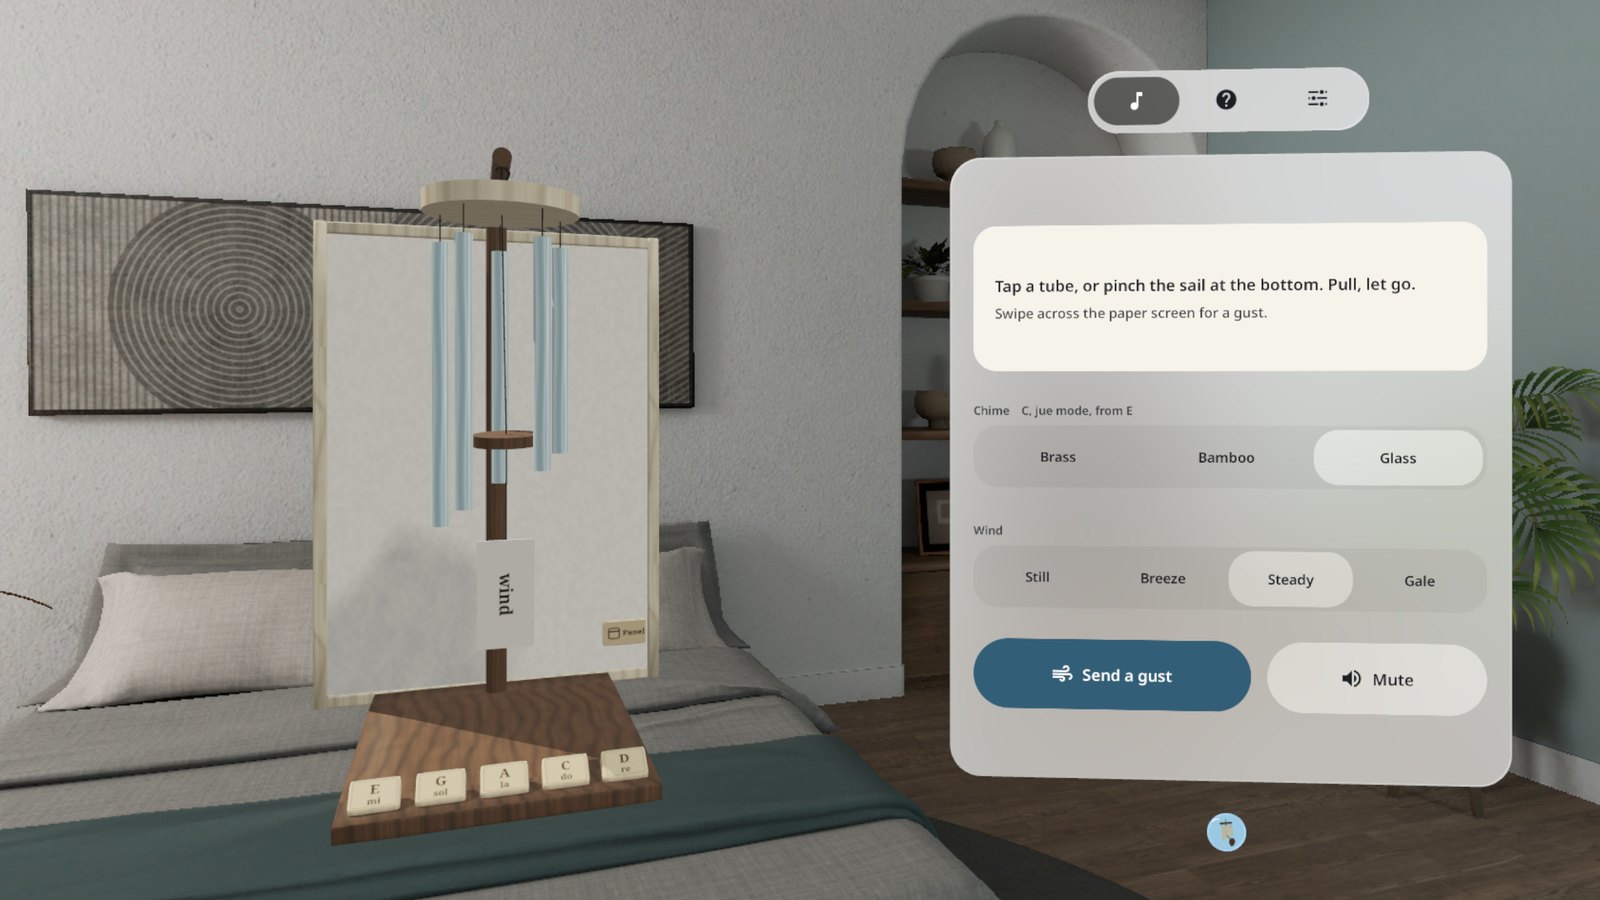 Tap a tube, or pinch the sail at the bottom. Pull, let go.
Swipe across the paper screen for a gust.
Chime C, jue mode, from E
Brass Bamboo Glass
Wind
Still Breeze Steady Gale
Send a gust Mute
wind
Panel
E
mi
G
sol
A
la
C
do
D
re